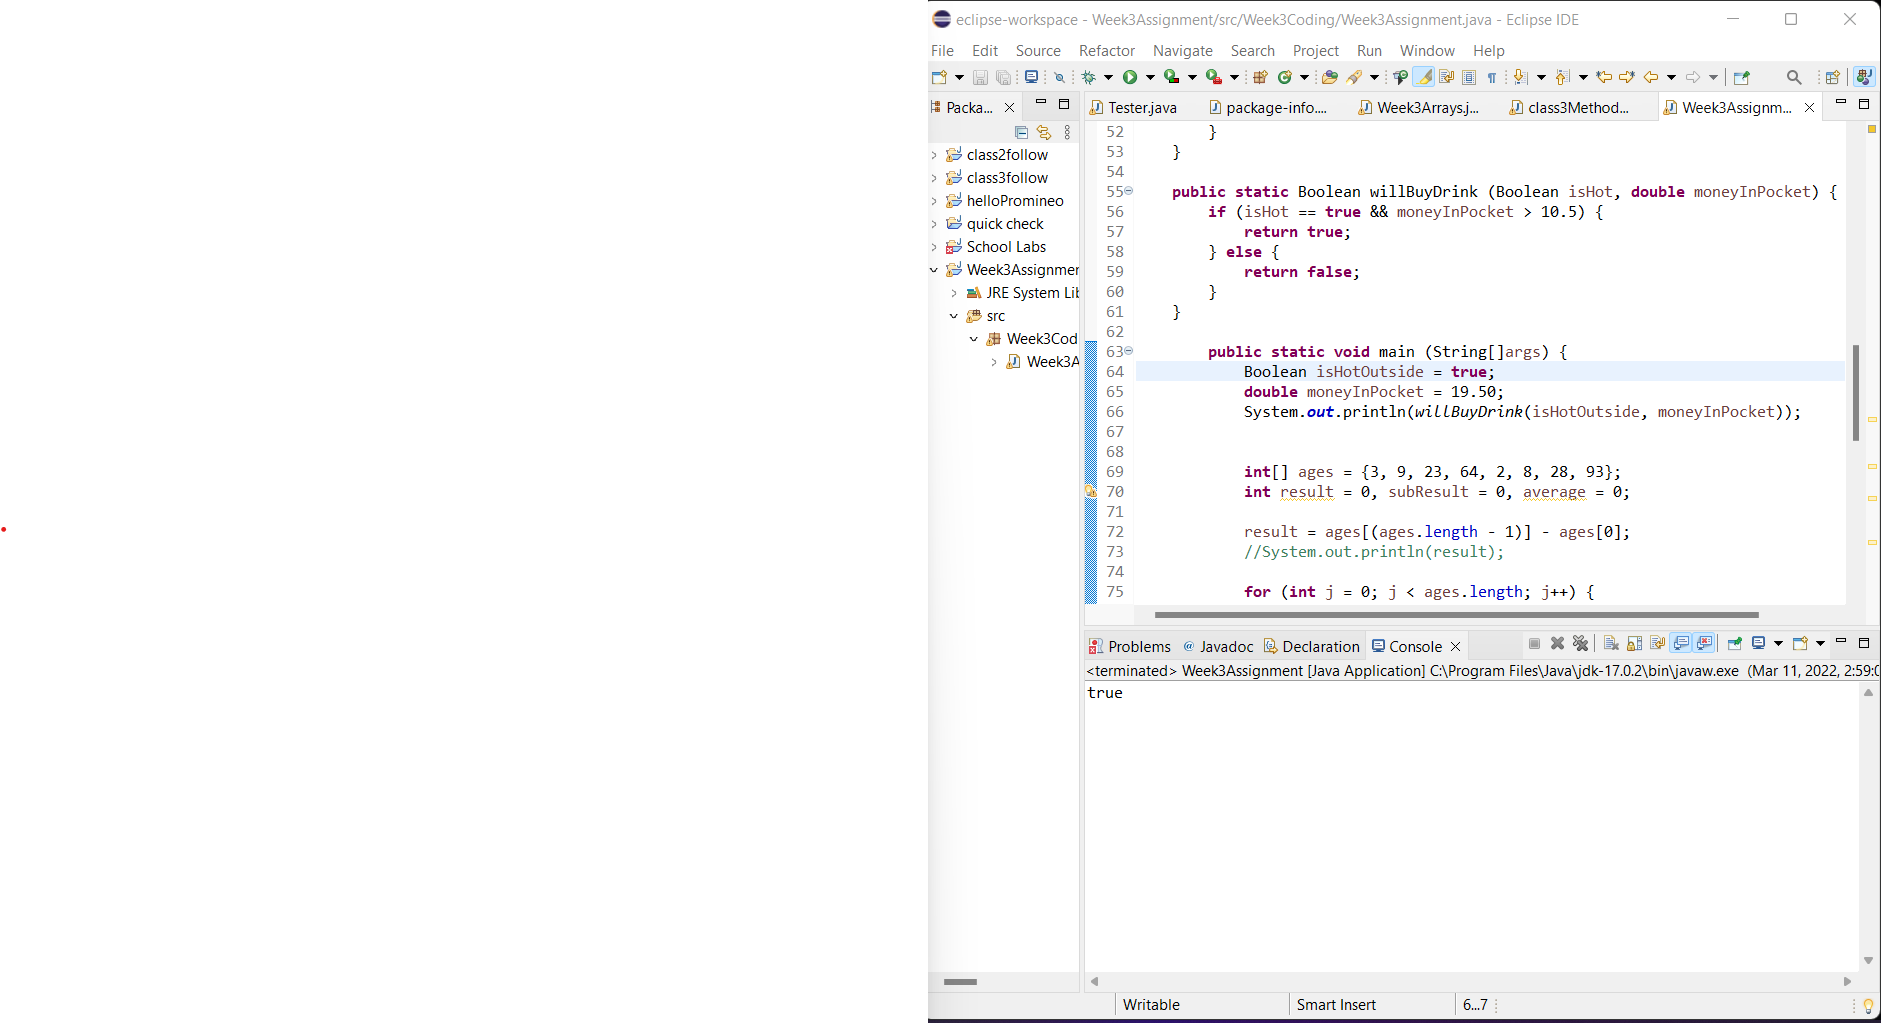 eclipse-workspace - Week3Assignment/src/Week3Coding/Week3Assignment.java - Eclipse IDE
File Edit Source Refactor Navigate Search Project Run Window Help
Packa...
Tester.java package-info.... Week3Arrays.j... class3Method... Week3Assignm...
class2follow
class3follow
helloPromineo
quick check
School Labs
Week3Assignmer
JRE System Lib
src
Week3Cod
Week3A
52 }
53 }
54
55 public static Boolean willBuyDrink (Boolean isHot, double moneyInPocket) {
56 if (isHot == true && moneyInPocket > 10.5) {
57 return true;
58 } else {
59 return false;
60 }
61 }
62
63 public static void main (String[]args) {
64 Boolean isHotOutside = true;
65 double moneyInPocket = 19.50;
66 System.out.println(willBuyDrink(isHotOutside, moneyInPocket));
67
68
69 int[] ages = {3, 9, 23, 64, 2, 8, 28, 93};
70 int result = 0, subResult = 0, average = 0;
71
72 result = ages[(ages.length - 1)] - ages[0];
73 //System.out.println(result);
74
75 for (int j = 0; j < ages.length; j++) {
Problems @ Javadoc Declaration Console
<terminated> Week3Assignment [Java Application] C:\Program Files\Java\jdk-17.0.2\bin\javaw.exe (Mar 11, 2022, 2:59:0
true
Writable Smart Insert 6...7